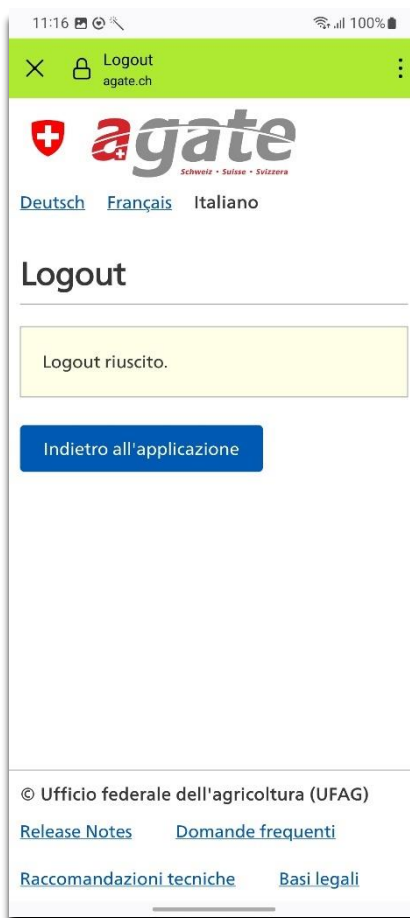 11:16 100%
Logout
agate.ch
agate
Schweiz • Suisse • Svizzera
Deutsch Français Italiano
Logout
Logout riuscito.
Indietro all'applicazione
© Ufficio federale dell'agricoltura (UFAG)
Release Notes Domande frequenti
Raccomandazioni tecniche Basi legali